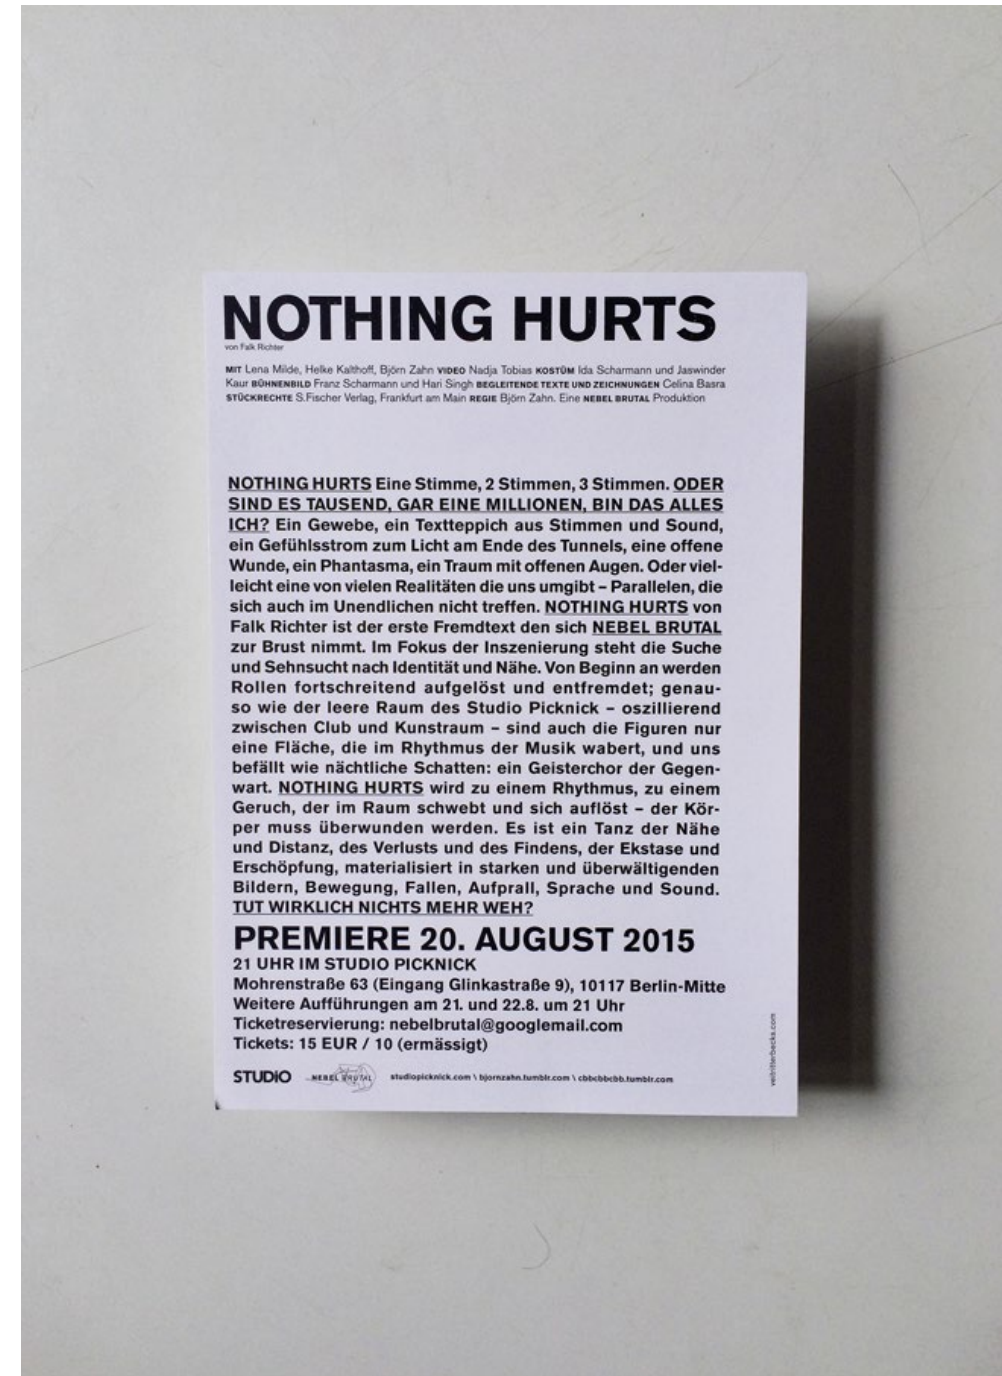 NOTHING HURTS
von Falk Richter
MIT Lena Milde, Helke Kalthoff, Björn Zahn VIDEO Nadja Tobias KOSTÜM Ida Scharmann und Jaswinder
Kaur BÜHNENBILD Franz Scharmann und Hari Singh BEGLEITENDE TEXTE UND ZEICHNUNGEN Celina Basra
STÜCKRECHTE S.Fischer Verlag, Frankfurt am Main REGIE Björn Zahn. Eine NEBEL BRUTAL Produktion
NOTHING HURTS Eine Stimme, 2 Stimmen, 3 Stimmen. ODER
SIND ES TAUSEND, GAR EINE MILLIONEN, BIN DAS ALLES
ICH? Ein Gewebe, ein Textteppich aus Stimmen und Sound,
ein Gefühlsstrom zum Licht am Ende des Tunnels, eine offene
Wunde, ein Phantasma, ein Traum mit offenen Augen. Oder viel-
leicht eine von vielen Realitäten die uns umgibt – Parallelen, die
sich auch im Unendlichen nicht treffen. NOTHING HURTS von
Falk Richter ist der erste Fremdtext den sich NEBEL BRUTAL
zur Brust nimmt. Im Fokus der Inszenierung steht die Suche
und Sehnsucht nach Identität und Nähe. Von Beginn an werden
Rollen fortschreitend aufgelöst und entfremdet; genau-
so wie der leere Raum des Studio Picknick – oszillierend
zwischen Club und Kunstraum – sind auch die Figuren nur
eine Fläche, die im Rhythmus der Musik wabert, und uns
befällt wie nächtliche Schatten: ein Geisterchor der Gegen-
wart. NOTHING HURTS wird zu einem Rhythmus, zu einem
Geruch, der im Raum schwebt und sich auflöst – der Kör-
per muss überwunden werden. Es ist ein Tanz der Nähe
und Distanz, des Verlusts und des Findens, der Ekstase und
Erschöpfung, materialisiert in starken und überwältigenden
Bildern, Bewegung, Fallen, Aufprall, Sprache und Sound.
TUT WIRKLICH NICHTS MEHR WEH?
PREMIERE 20. AUGUST 2015
21 UHR IM STUDIO PICKNICK
Mohrenstraße 63 (Eingang Glinkastraße 9), 10117 Berlin-Mitte
Weitere Aufführungen am 21. und 22.8. um 21 Uhr
Ticketreservierung: nebelbrutal@googlemail.com
Tickets: 15 EUR / 10 (ermässigt)
STUDIO NEBEL BRUTAL studiopicknick.com \ bjornzahn.tumblr.com \ cbbcbbcbb.tumblr.com
veitritterbecks.com